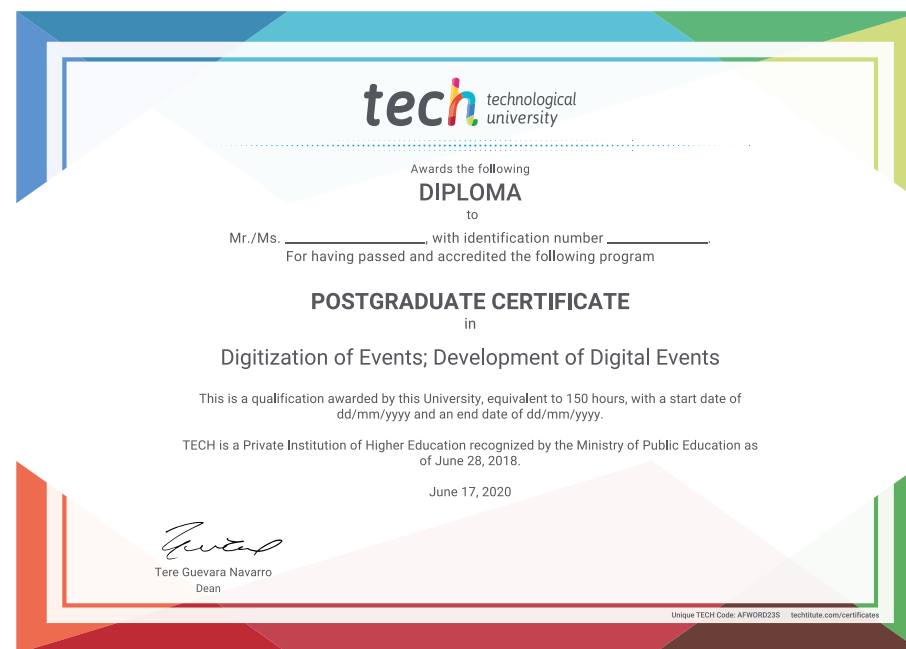 tech technological
university
Awards the following
DIPLOMA
to
Mr./Ms. ____________________, with identification number ______________.
For having passed and accredited the following program
POSTGRADUATE CERTIFICATE
in
Digitization of Events; Development of Digital Events
This is a qualification awarded by this University, equivalent to 150 hours, with a start date of
dd/mm/yyyy and an end date of dd/mm/yyyy.
TECH is a Private Institution of Higher Education recognized by the Ministry of Public Education as
of June 28, 2018.
June 17, 2020
Tere Guevara Navarro
Dean
Unique TECH Code: AFWORD23S techtitute.com/certificates